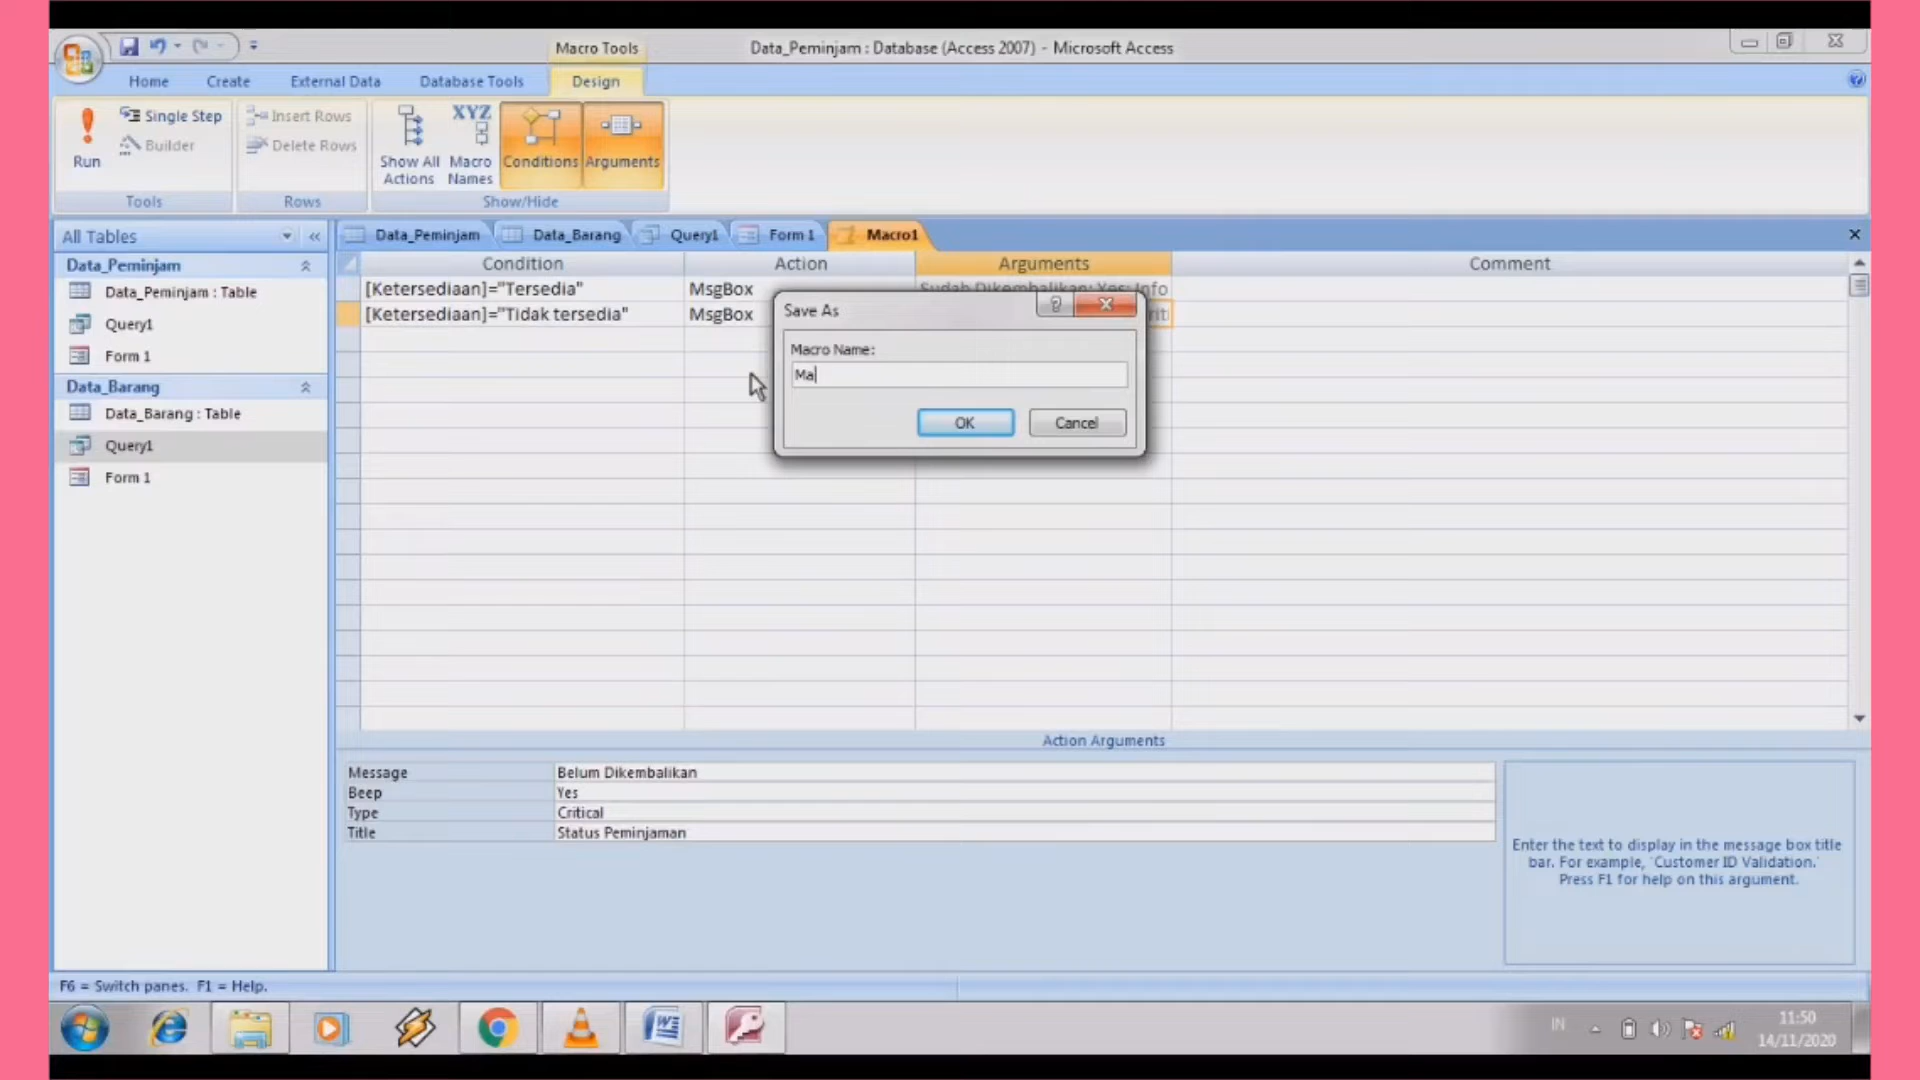 Macro Tools
Data_Peminjam : Database (Access 2007) - Microsoft Access
Home
Create
External Data
Database Tools
Design
Run
Single Step
Builder
Tools
Insert Rows
Delete Rows
Rows
Show All
Actions
XYZ
Macro
Names
Conditions
Arguments
Show/Hide
All Tables
Data_Peminjam
Data_Barang
Query1
Form 1
Macro1
Data_Peminjam
Data_Peminjam : Table
Query1
Form 1
Data_Barang
Data_Barang : Table
Query1
Form 1
Condition
Action
Arguments
Comment
[Ketersediaan]="Tersedia"
MsgBox
Sudah Dikembalikan; Yes; Info
[Ketersediaan]="Tidak tersedia"
MsgBox
Save As
Macro Name:
Ma
OK
Cancel
Action Arguments
Message
Belum Dikembalikan
Beep
Yes
Type
Critical
Title
Status Peminjaman
Enter the text to display in the message box title
bar. For example, 'Customer ID Validation.'
Press F1 for help on this argument.
F6 = Switch panes. F1 = Help.
IN
11:50
14/11/2020